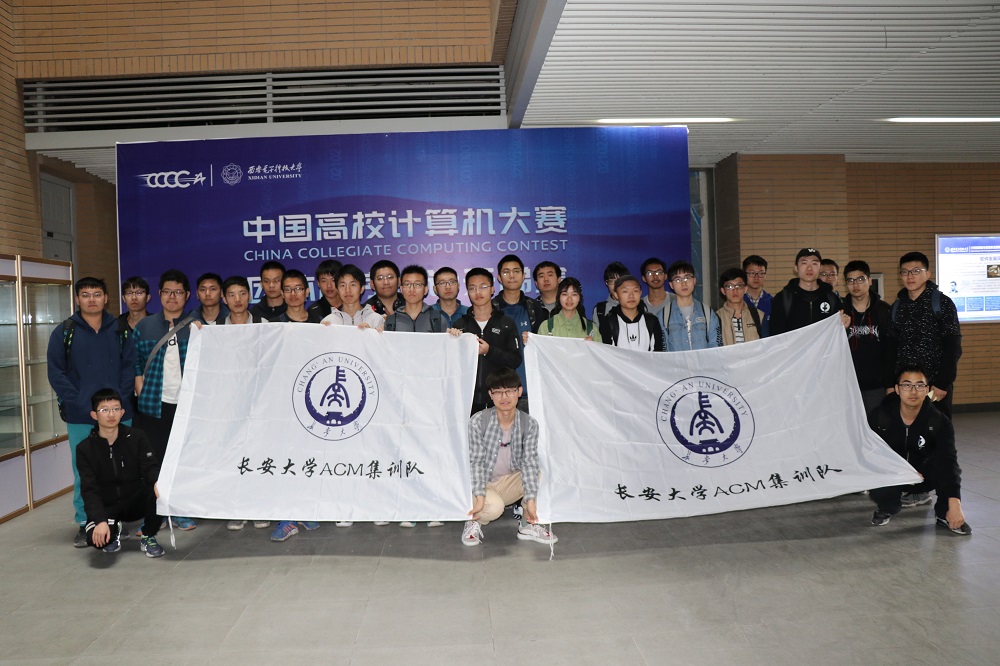 CCCC
西安电子科技大学
XIDIAN UNIVERSITY
中国高校计算机大赛
CHINA COLLEGIATE COMPUTING CONTEST
CHANG'AN UNIVERSITY
长安大学
长安大学ACM集训队
CHANG'AN UNIVERSITY
长安大学
长安大学ACM集训队